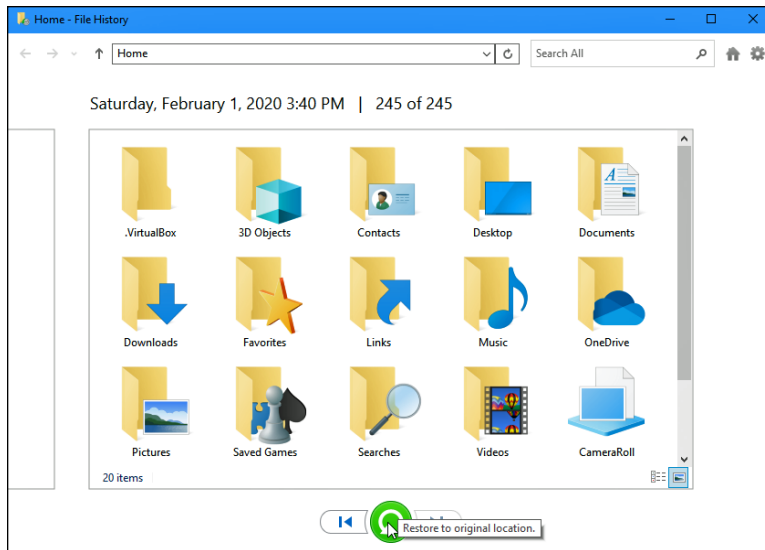 Home - File History
Home
Search All
Saturday, February 1, 2020 3:40 PM | 245 of 245
.VirtualBox 3D Objects Contacts Desktop Documents
Downloads Favorites Links Music OneDrive
Pictures Saved Games Searches Videos CameraRoll
20 items
Restore to original location.